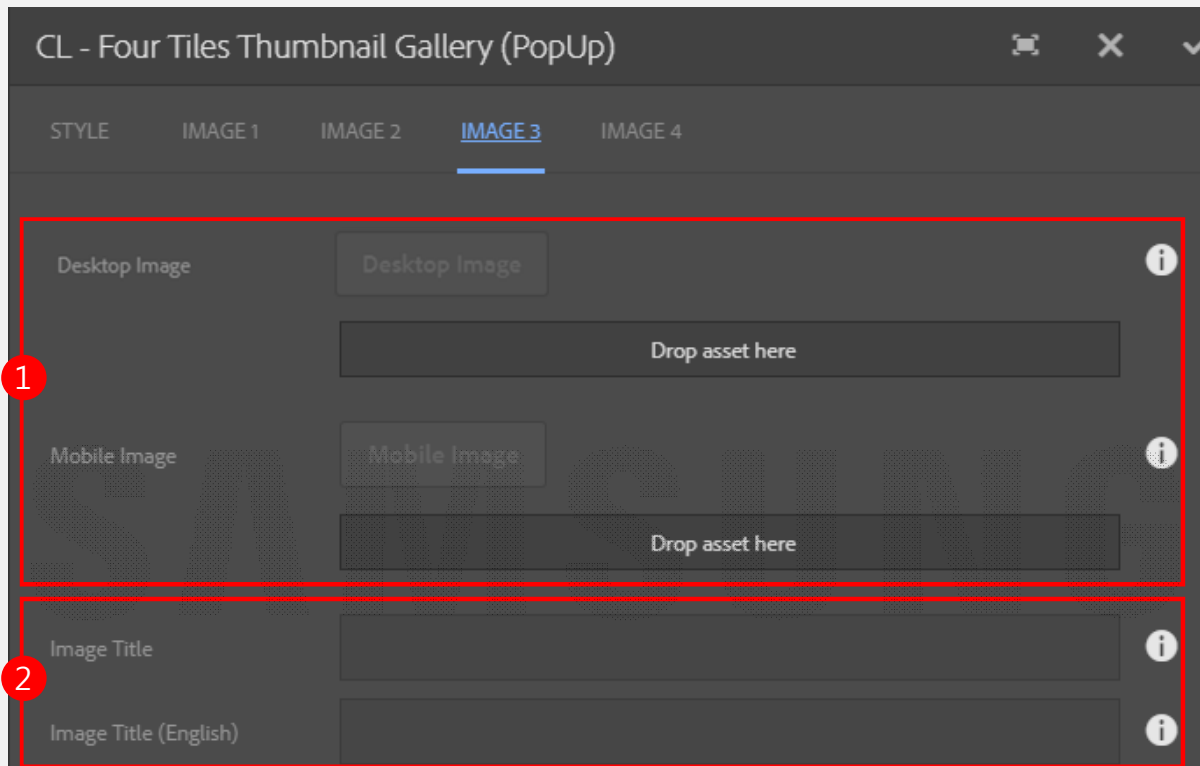 CL - Four Tiles Thumbnail Gallery (PopUp)
STYLE IMAGE 1 IMAGE 2 IMAGE 3 IMAGE 4
Desktop Image Desktop Image
Drop asset here
1
Mobile Image Mobile Image
SAMSUNG
Drop asset here
Image Title
2
Image Title (English)